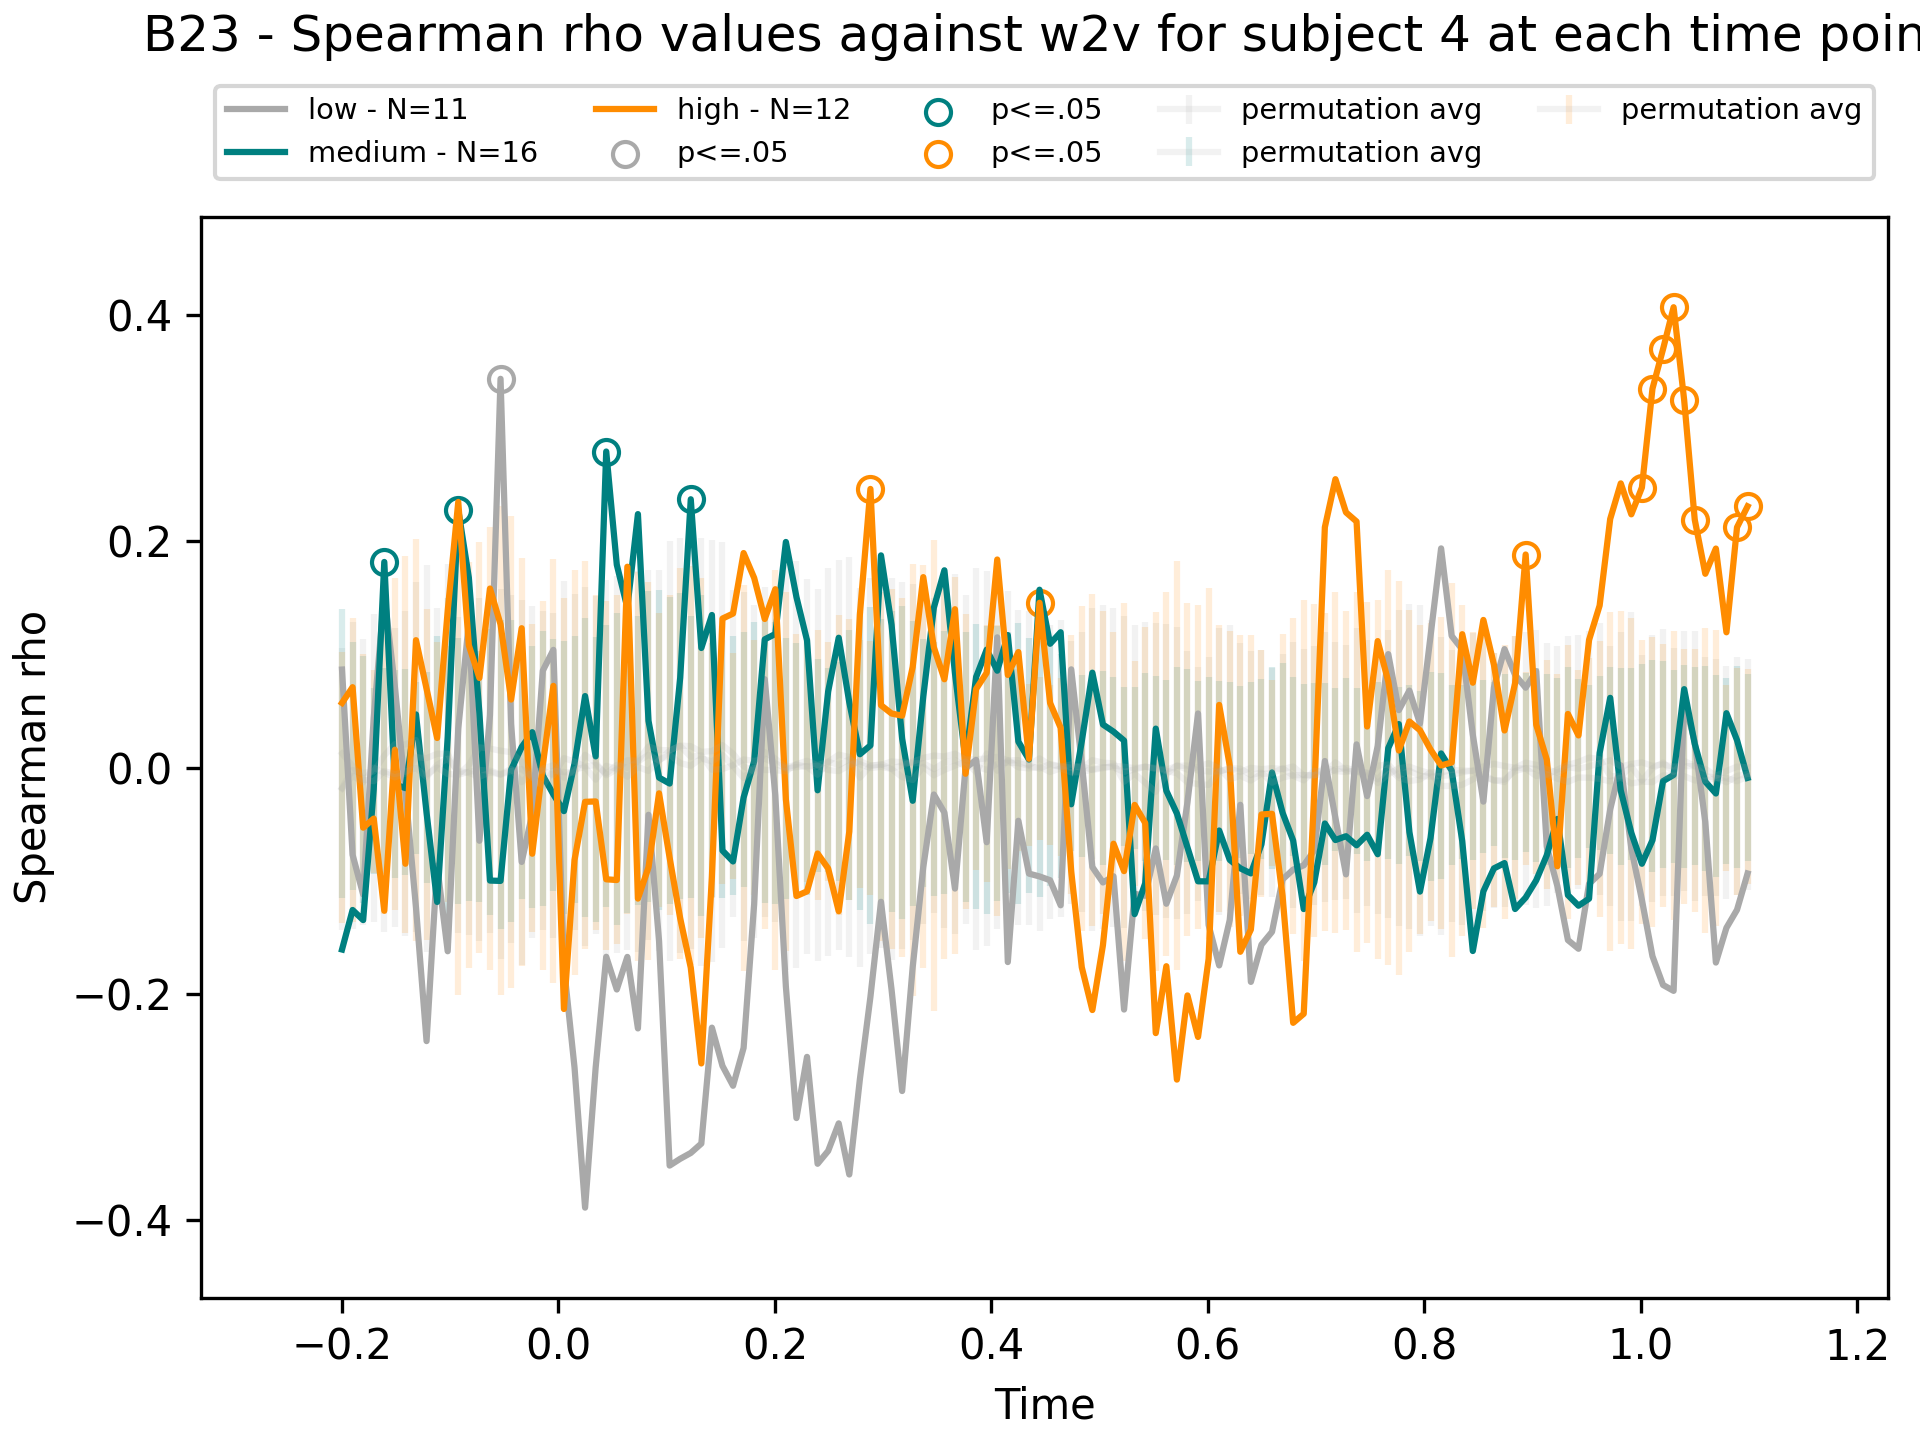 B23 - Spearman rho values against w2v for subject 4 at each time poin
low - N=11
medium - N=16
high - N=12
p<=.05
p<=.05
p<=.05
permutation avg
permutation avg
permutation avg
Spearman rho
0.4
0.2
0.0
−0.2
−0.4
−0.2 0.0 0.2 0.4 0.6 0.8 1.0 1.2
Time